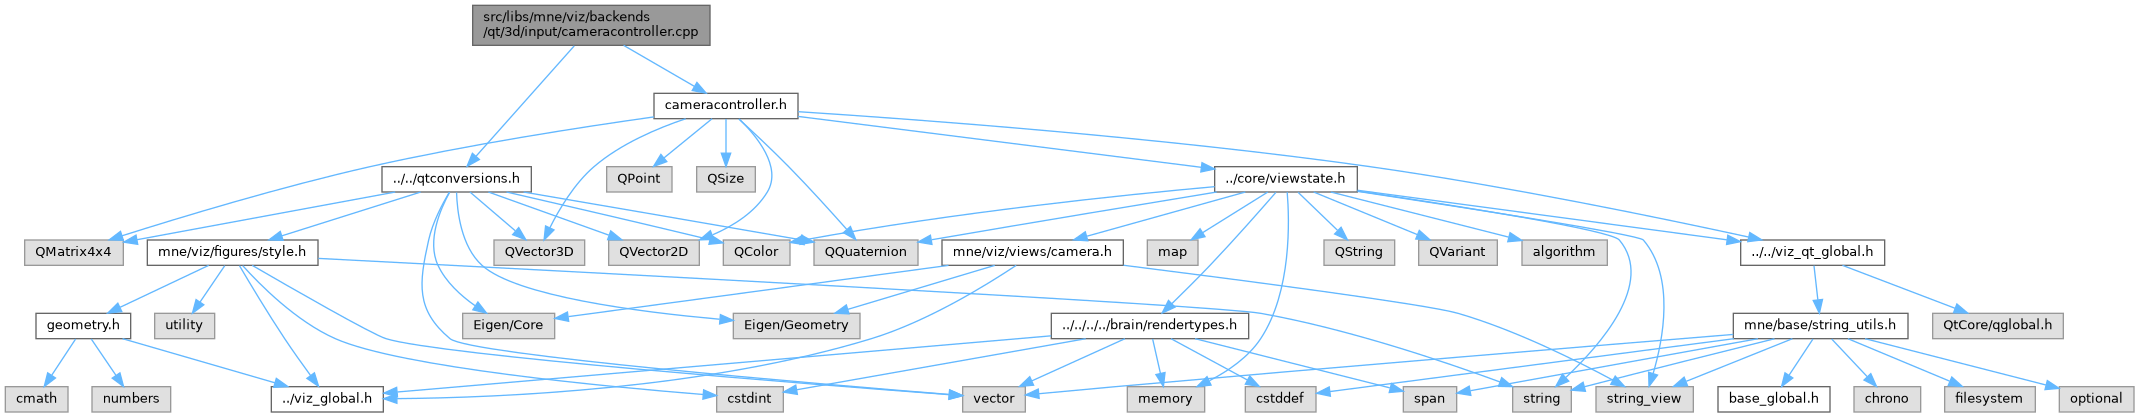 src/libs/mne/viz/backends
/qt/3d/input/cameracontroller.cpp
cameracontroller.h
../../qtconversions.h
QPoint
QSize
../core/viewstate.h
QMatrix4x4
mne/viz/figures/style.h
QVector3D
QVector2D
QColor
QQuaternion
mne/viz/views/camera.h
map
QString
QVariant
algorithm
../../viz_qt_global.h
geometry.h
utility
Eigen/Core
Eigen/Geometry
../../../../brain/rendertypes.h
mne/base/string_utils.h
QtCore/qglobal.h
cmath
numbers
../viz_global.h
cstdint
vector
memory
cstddef
span
string
string_view
base_global.h
chrono
filesystem
optional